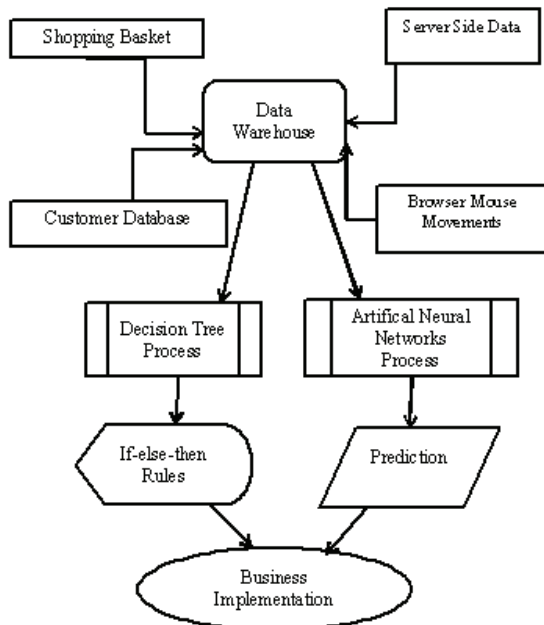 Shopping Basket
Server Side Data
Data
Warehouse
Customer Database
Browser Mouse
Movements
Decision Tree
Process
Artifical Neural
Networks
Process
If-else-then
Rules
Prediction
Business
Implementation